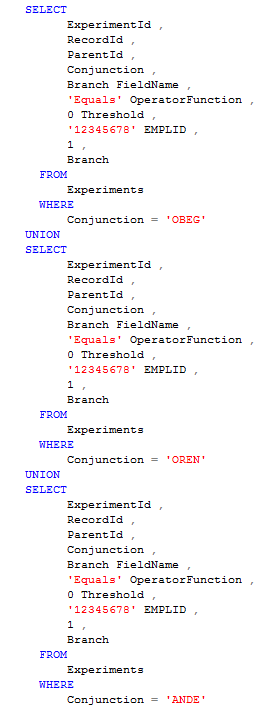 SELECT
ExperimentId ,
RecordId ,
ParentId ,
Conjunction ,
Branch FieldName ,
'Equals' OperatorFunction ,
0 Threshold ,
'12345678' EMPLID ,
1 ,
Branch
FROM
Experiments
WHERE
Conjunction = 'OBEG'
UNION
SELECT
ExperimentId ,
RecordId ,
ParentId ,
Conjunction ,
Branch FieldName ,
'Equals' OperatorFunction ,
0 Threshold ,
'12345678' EMPLID ,
1 ,
Branch
FROM
Experiments
WHERE
Conjunction = 'OREN'
UNION
SELECT
ExperimentId ,
RecordId ,
ParentId ,
Conjunction ,
Branch FieldName ,
'Equals' OperatorFunction ,
0 Threshold ,
'12345678' EMPLID ,
1 ,
Branch
FROM
Experiments
WHERE
Conjunction = 'ANDE'